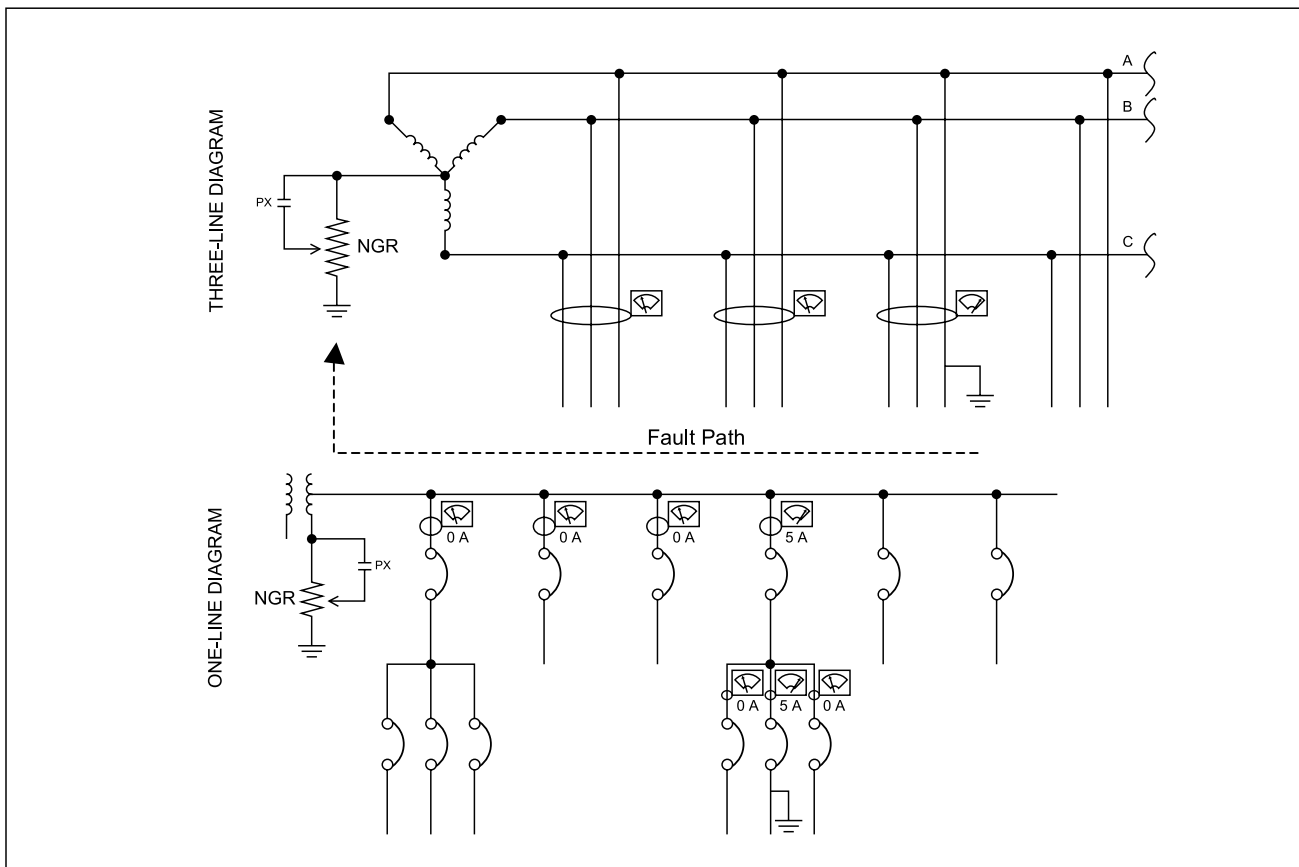 THREE-LINE DIAGRAM
A
B
PX
NGR
C
Fault Path
ONE-LINE DIAGRAM
0 A
0 A
0 A
5 A
PX
NGR
0 A
5 A
0 A